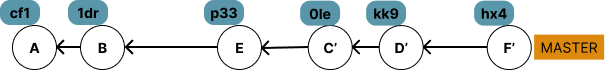 cf1 1dr p33 0le kk9 hx4
A B E C′ D′ F′ MASTER